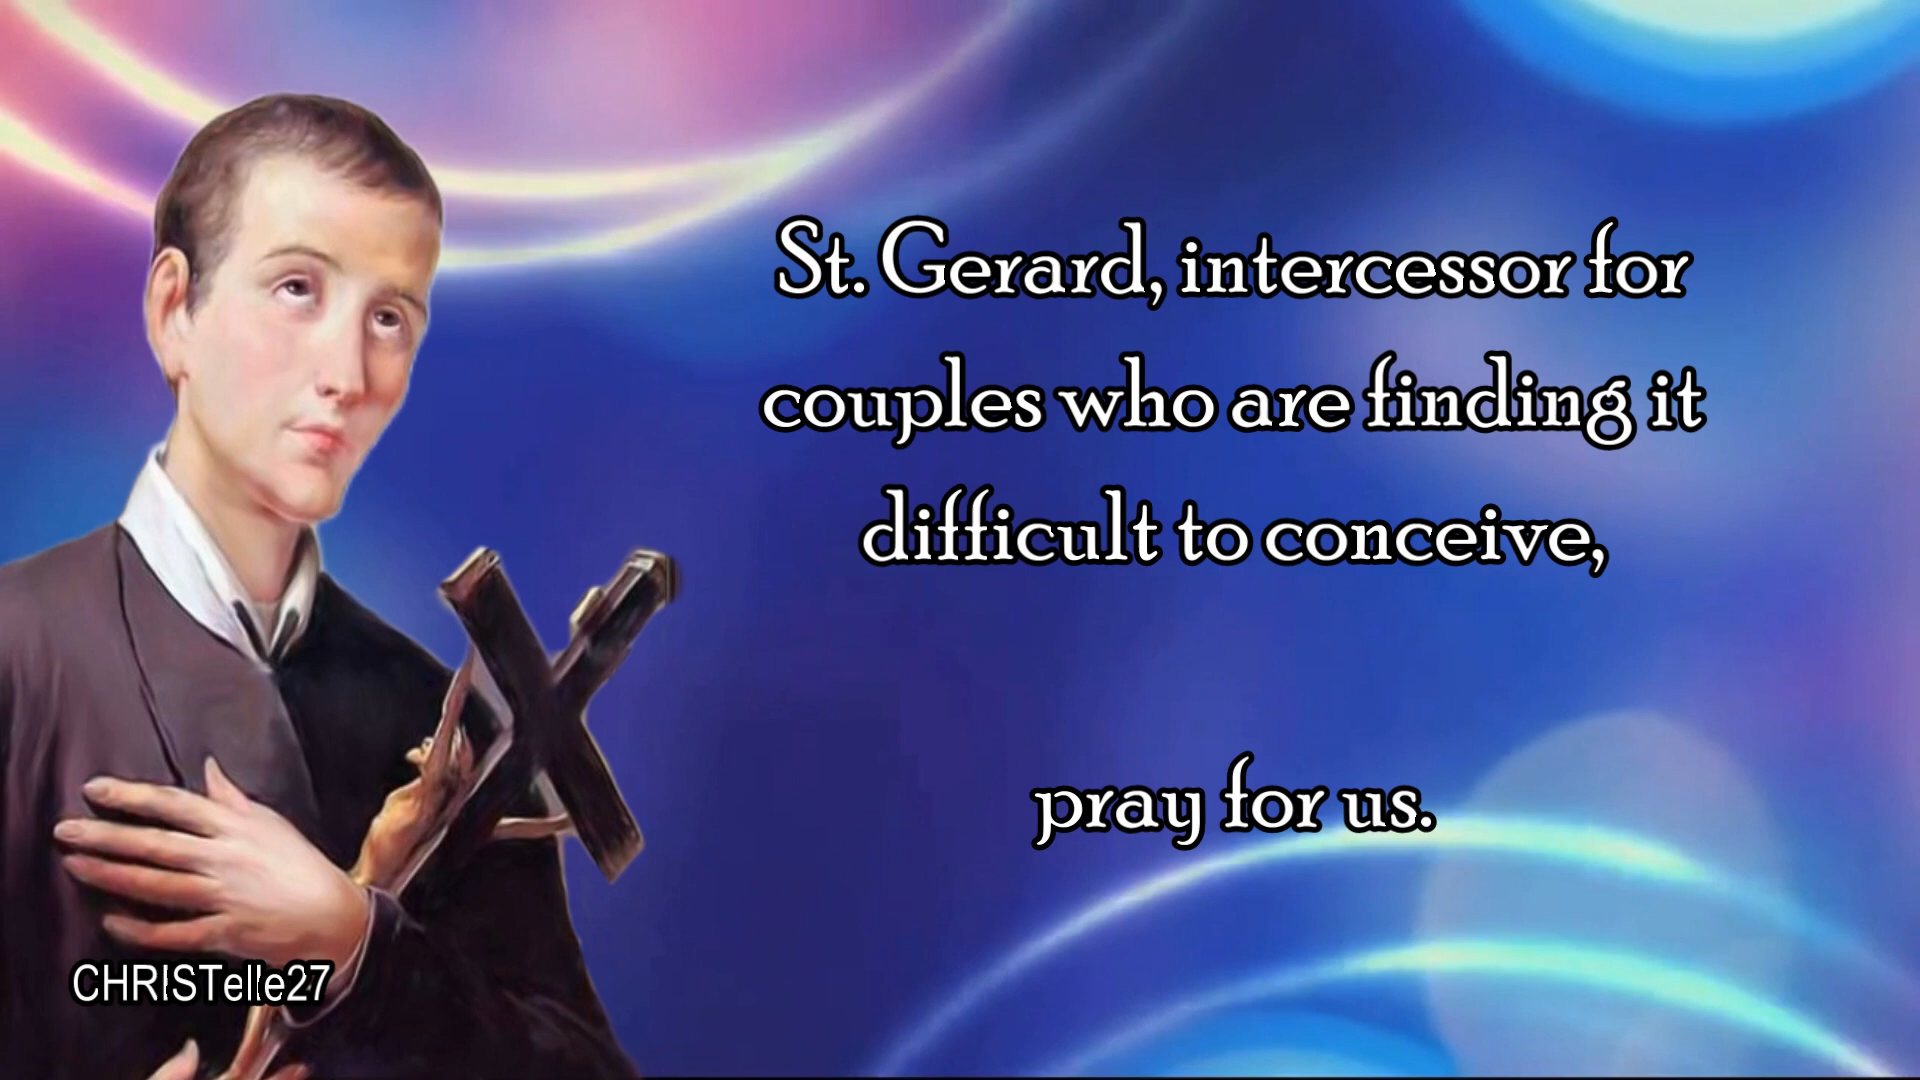 St. Gerard, intercessor for
couples who are finding it
difficult to conceive,
pray for us.
CHRISTelle27